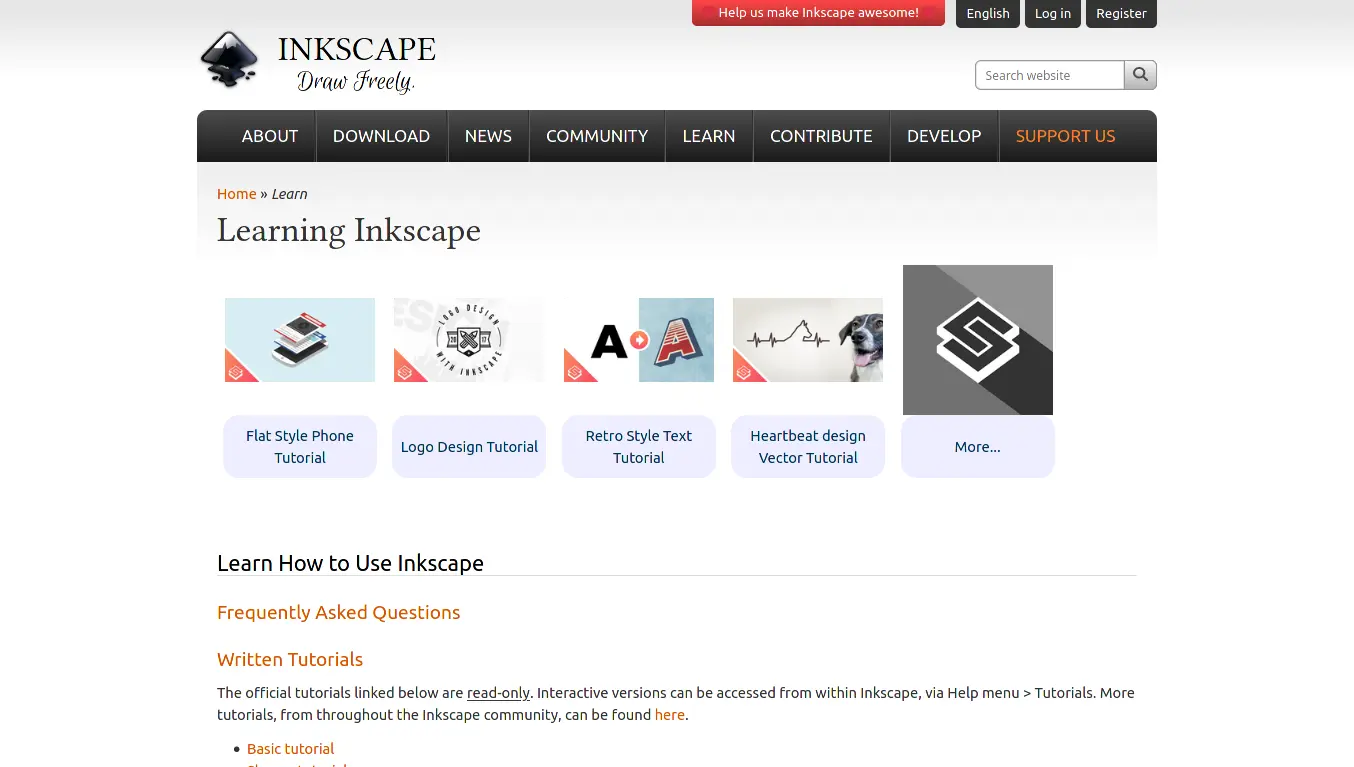 Help us make Inkscape awesome!
English
Log in
Register
INKSCAPE
Draw Freely.
Search website
ABOUT
DOWNLOAD
NEWS
COMMUNITY
LEARN
CONTRIBUTE
DEVELOP
SUPPORT US
Home » Learn
Learning Inkscape
LOGO DESIGN
20 17
WITH INKSCAPE
A A
Flat Style Phone
Tutorial
Logo Design Tutorial
Retro Style Text
Tutorial
Heartbeat design
Vector Tutorial
More...
Learn How to Use Inkscape
Frequently Asked Questions
Written Tutorials
The official tutorials linked below are read-only. Interactive versions can be accessed from within Inkscape, via Help menu > Tutorials. More
tutorials, from throughout the Inkscape community, can be found here.
Basic tutorial